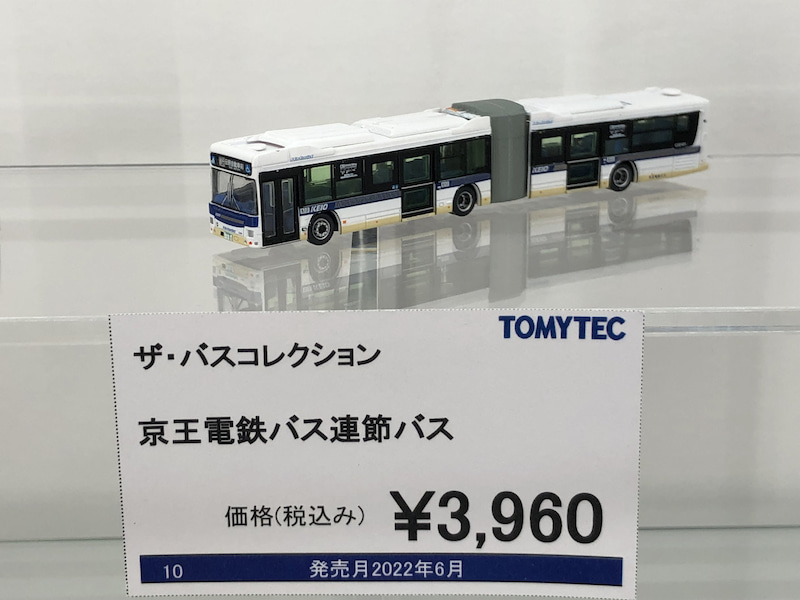 KEIO
TOMYTEC
ザ・バスコレクション
京王電鉄バス連節バス
価格(税込み) ¥3,960
10 発売月2022年6月